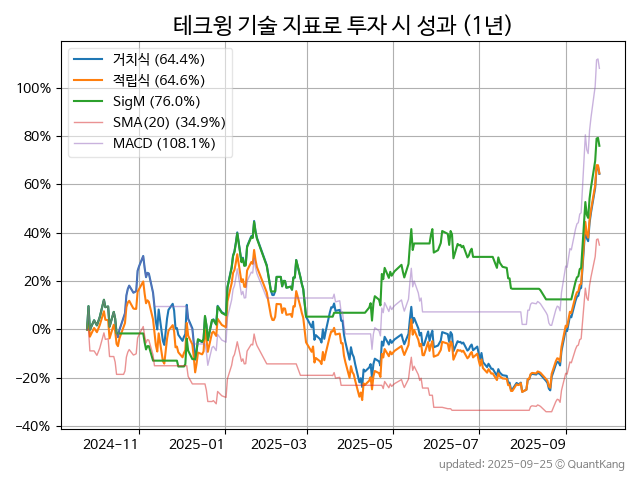 테크윙 기술 지표로 투자 시 성과 (1년)
거치식 (64.4%)
적립식 (64.6%)
SigM (76.0%)
SMA(20) (34.9%)
MACD (108.1%)
100%
80%
60%
40%
20%
0%
−20%
−40%
2024-11 2025-01 2025-03 2025-05 2025-07 2025-09
updated: 2025-09-25 ⓒ QuantKang